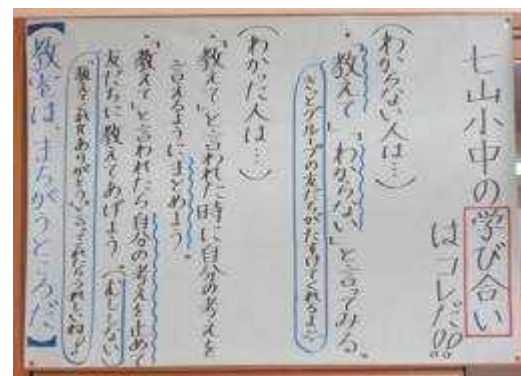 七山小中の学び合い
はコレだ!!
(わからない人は…)
・「教えて」「わからない」と言ってみる。
きっとグループの友だちがたすけてくれるよ
(わかった人は…)
・「教えて」と言われた時に自分の考えを
言えるようにまとめよう。
・「教えて」と言われたら自分の考えを止めて
友だちに教えてあげよう
教えてくれてありがとう
【教室は、まちがうところだ】